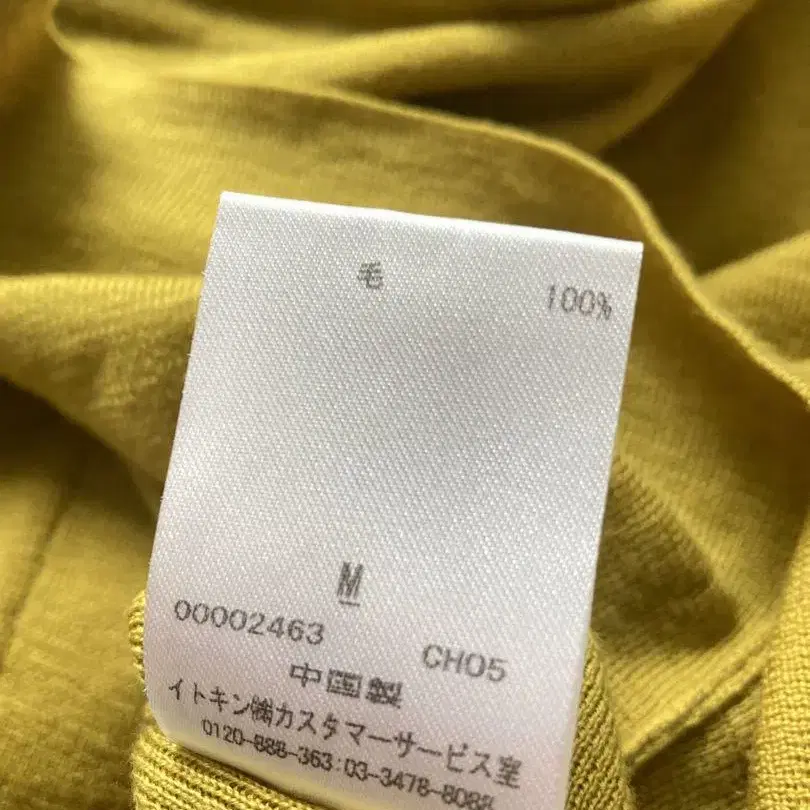 毛 100%
M
00002463 CH05
中国製
イトキン㈱カスタマーサービス室
0120-888-363:03-3478-8088